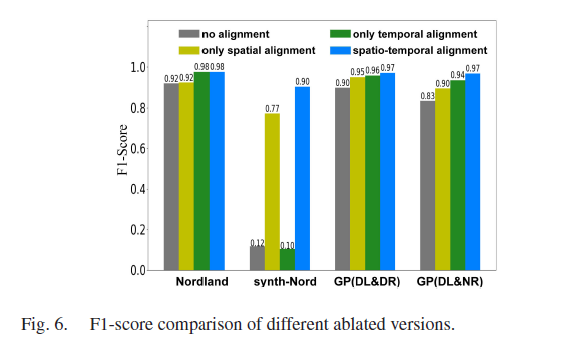 no alignment
only temporal alignment
only spatial alignment
spatio-temporal alignment
F1-Score
1.0
0.8
0.6
0.4
0.2
0.0
0.92 0.92 0.98 0.98
0.12 0.77 0.10 0.90
0.90 0.95 0.96 0.97
0.83 0.90 0.94 0.97
Nordland synth-Nord GP(DL&DR) GP(DL&NR)
Fig. 6. F1-score comparison of different ablated versions.